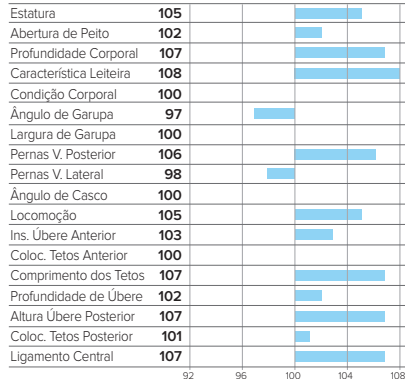 Estatura 105
Abertura de Peito 102
Profundidade Corporal 107
Característica Leiteira 108
Condição Corporal 100
Ângulo de Garupa 97
Largura de Garupa 100
Pernas V. Posterior 106
Pernas V. Lateral 98
Ângulo de Casco 100
Locomoção 105
Ins. Úbere Anterior 103
Coloc. Tetos Anterior 100
Comprimento dos Tetos 107
Profundidade de Úbere 102
Altura Úbere Posterior 107
Coloc. Tetos Posterior 101
Ligamento Central 107
92 96 100 104 108